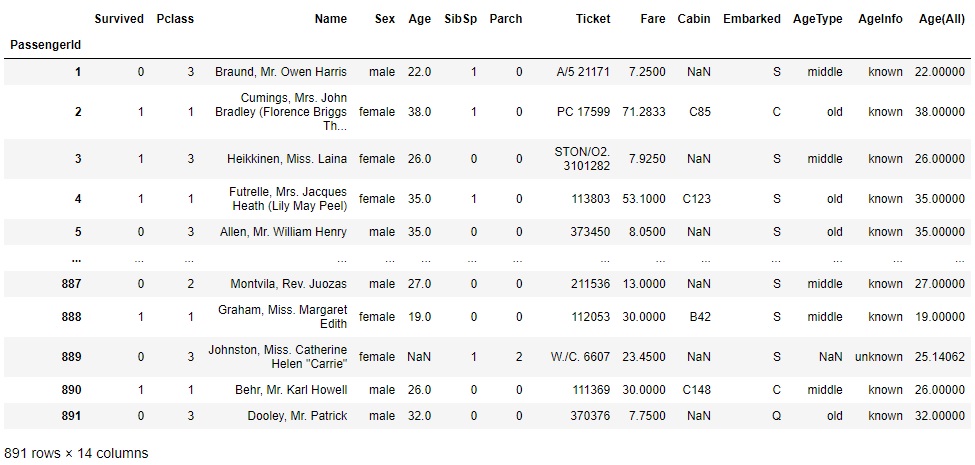 Survived Pclass Name Sex Age SibSp Parch Ticket Fare Cabin Embarked AgeType AgeInfo Age(All)
PassengerId
1 0 3 Braund, Mr. Owen Harris male 22.0 1 0 A/5 21171 7.2500 NaN S middle known 22.00000
2 1 1 Cumings, Mrs. John Bradley (Florence Briggs Th... female 38.0 1 0 PC 17599 71.2833 C85 C old known 38.00000
3 1 3 Heikkinen, Miss. Laina female 26.0 0 0 STON/O2. 3101282 7.9250 NaN S middle known 26.00000
4 1 1 Futrelle, Mrs. Jacques Heath (Lily May Peel) female 35.0 1 0 113803 53.1000 C123 S old known 35.00000
5 0 3 Allen, Mr. William Henry male 35.0 0 0 373450 8.0500 NaN S old known 35.00000
... ... ... ... ... ... ... ... ... ... ... ... ... ... ...
887 0 2 Montvila, Rev. Juozas male 27.0 0 0 211536 13.0000 NaN S middle known 27.00000
888 1 1 Graham, Miss. Margaret Edith female 19.0 0 0 112053 30.0000 B42 S middle known 19.00000
889 0 3 Johnston, Miss. Catherine Helen "Carrie" female NaN 1 2 W./C. 6607 23.4500 NaN S NaN unknown 25.14062
890 1 1 Behr, Mr. Karl Howell male 26.0 0 0 111369 30.0000 C148 C middle known 26.00000
891 0 3 Dooley, Mr. Patrick male 32.0 0 0 370376 7.7500 NaN Q old known 32.00000
891 rows × 14 columns